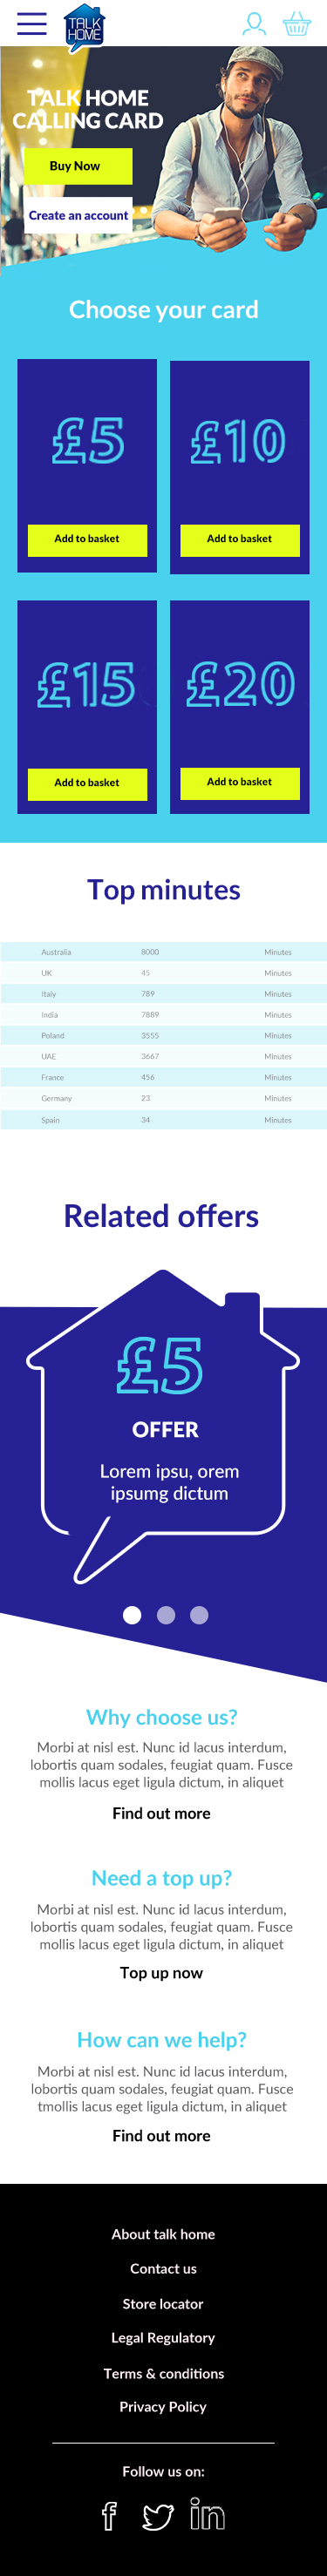 TALK
HOME
TALK HOME
CALLING CARD
Buy Now
Create an account
Choose your card
£5 £10
Add to basket Add to basket
£15 £20
Add to basket Add to basket
Top minutes
Australia 8000 Minutes
UK 45 Minutes
Italy 789 Minutes
India 7889 Minutes
Poland 3555 Minutes
UAE 3667 Minutes
France 456 Minutes
Germany 23 Minutes
Spain 34 Minutes
Related offers
£5
OFFER
Lorem ipsu, orem
ipsumg dictum
Why choose us?
Morbi at nisl est. Nunc id lacus interdum,
lobortis quam sodales, feugiat quam. Fusce
mollis lacus eget ligula dictum, in aliquet
Find out more
Need a top up?
Morbi at nisl est. Nunc id lacus interdum,
lobortis quam sodales, feugiat quam. Fusce
mollis lacus eget ligula dictum, in aliquet
Top up now
How can we help?
Morbi at nisl est. Nunc id lacus interdum,
lobortis quam sodales, feugiat quam. Fusce
tmollis lacus eget ligula dictum, in aliquet
Find out more
About talk home
Contact us
Store locator
Legal Regulatory
Terms & conditions
Privacy Policy
Follow us on:
f in